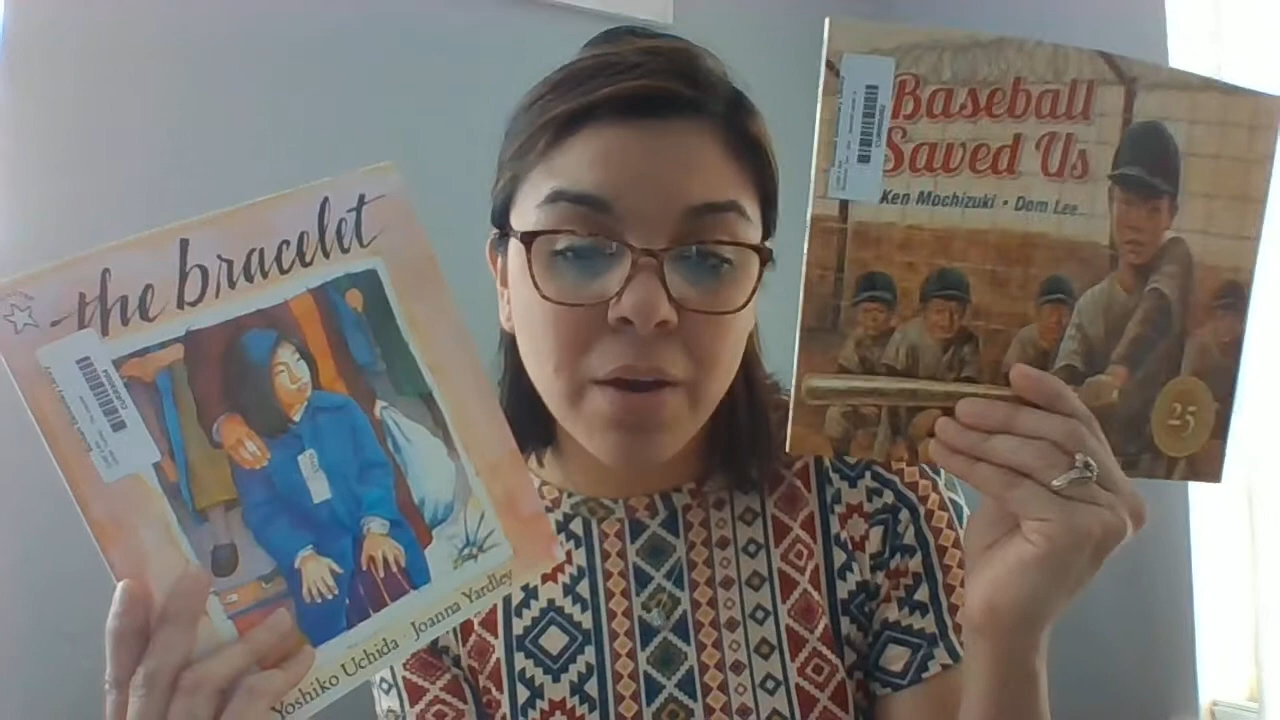 the bracelet
Yoshiko Uchida · Joanna Yardley
Baseball
Saved Us
Ken Mochizuki • Dom Lee
25